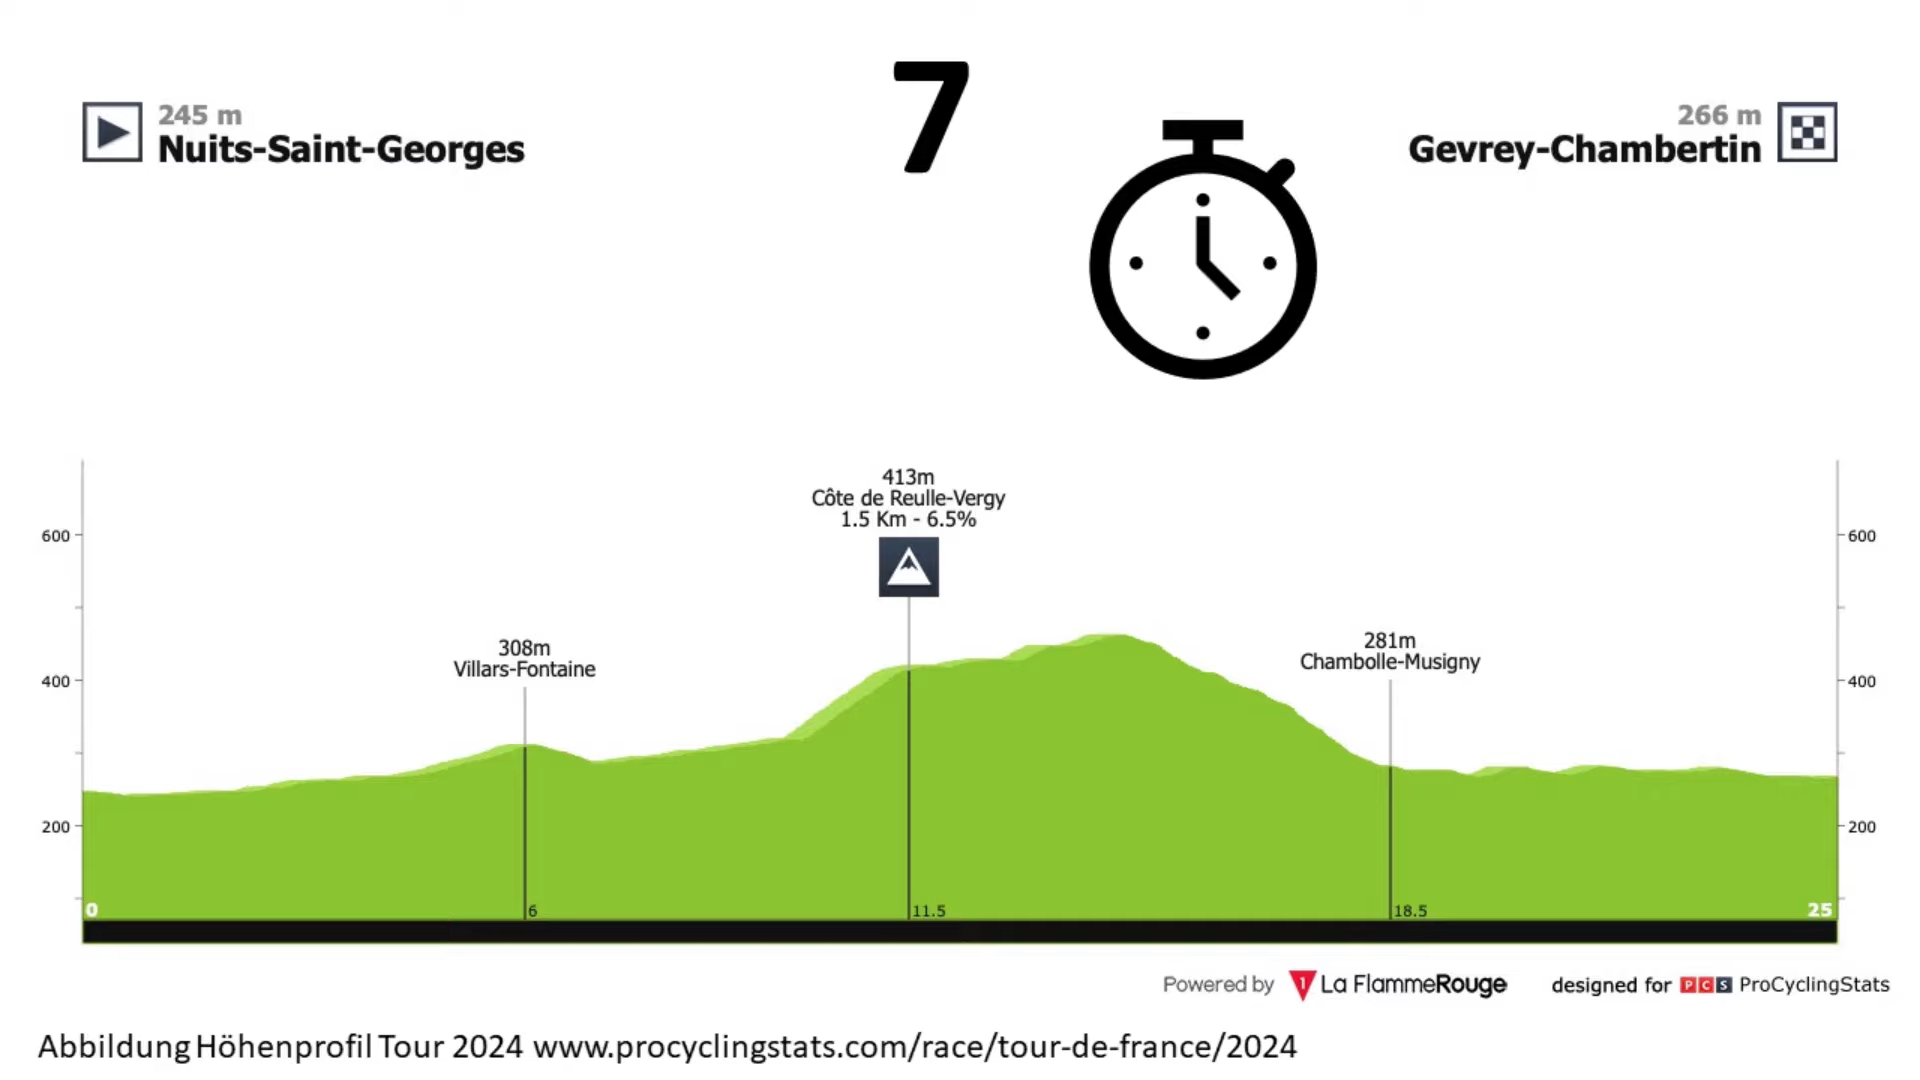 7
245 m
Nuits-Saint-Georges
266 m
Gevrey-Chambertin
413m
Côte de Reulle-Vergy
1.5 Km - 6.5%
600
600
308m
Villars-Fontaine
281m
Chambolle-Musigny
400
400
200
200
0
6
11.5
18.5
25
Powered by 1 La FlammeRouge designed for PCS ProCyclingStats
Abbildung Höhenprofil Tour 2024 www.procyclingstats.com/race/tour-de-france/2024